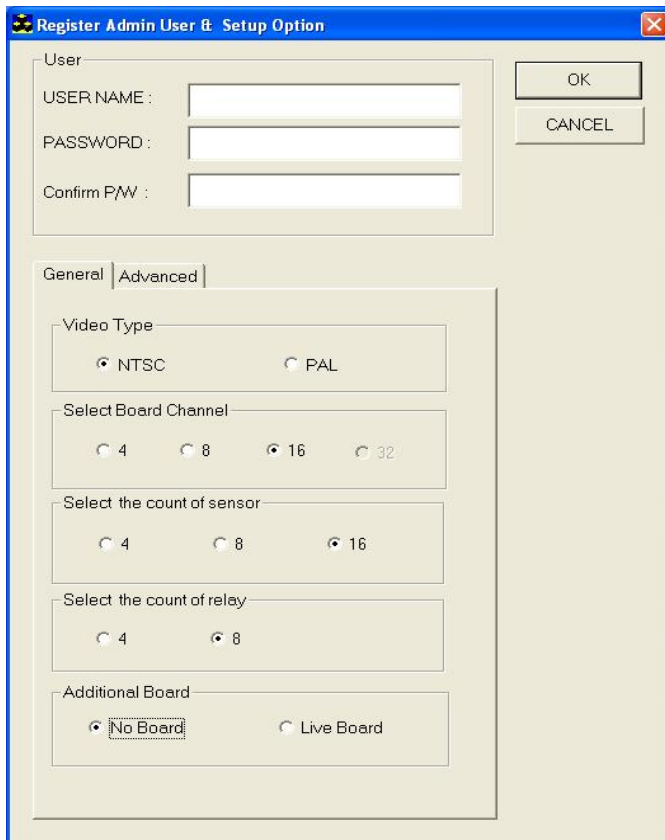 Register Admin User & Setup Option
User
USER NAME :
PASSWORD :
Confirm P/W :
OK
CANCEL
General Advanced
Video Type
NTSC PAL
Select Board Channel
4 8 16 32
Select the count of sensor
4 8 16
Select the count of relay
4 8
Additional Board
No Board Live Board